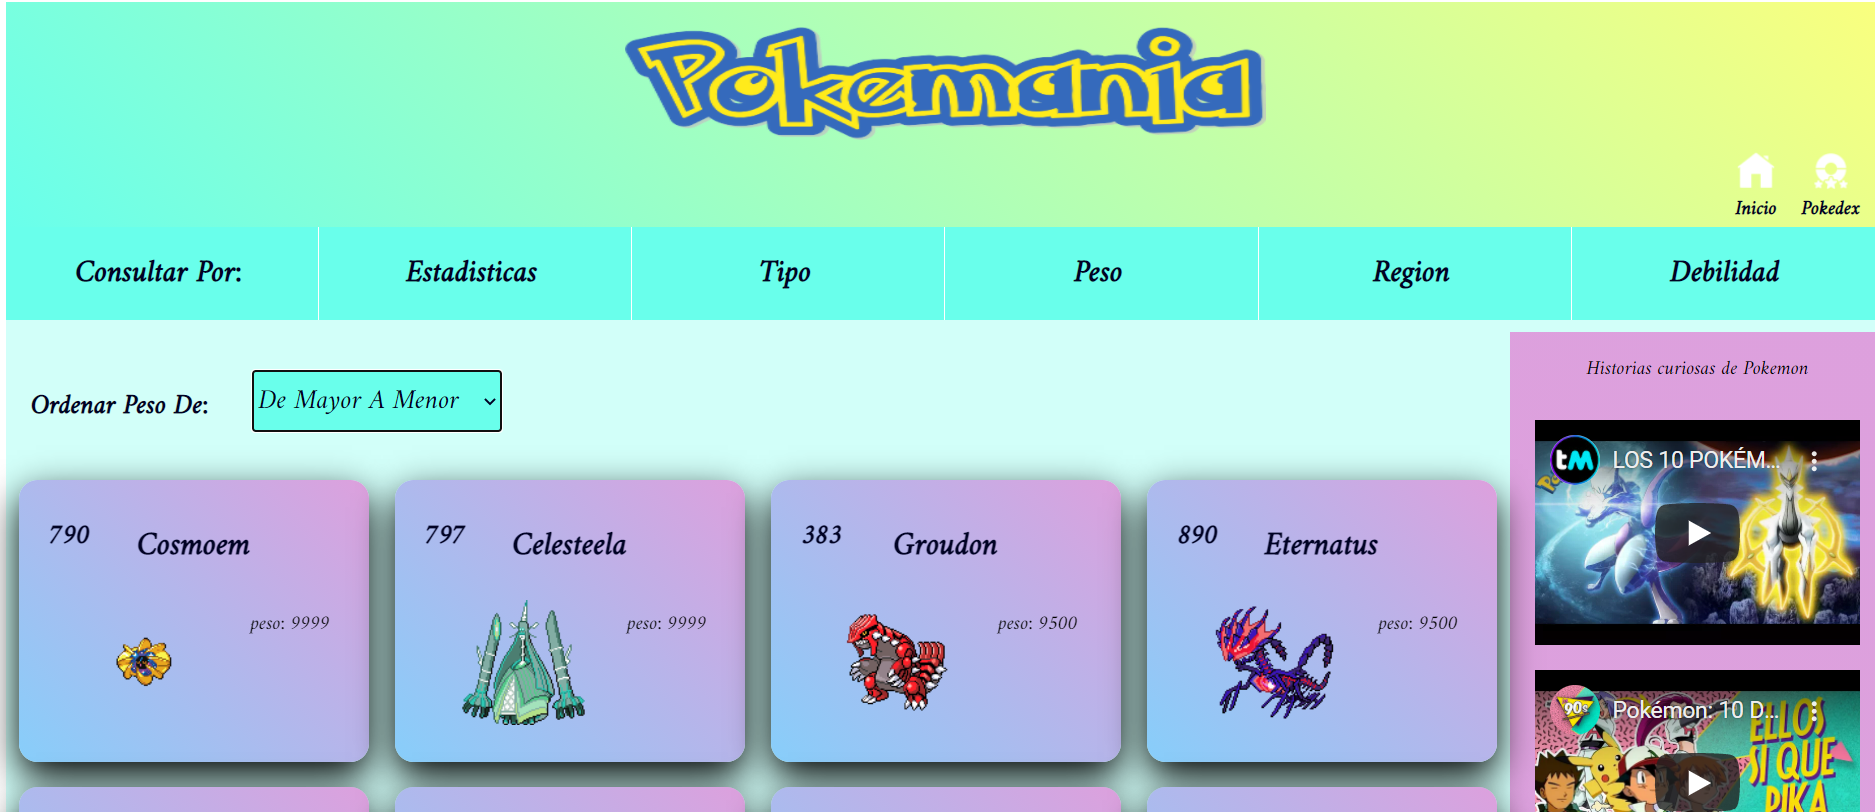 Pokemania
Inicio
Pokedex
Consultar Por:
Estadisticas
Tipo
Peso
Region
Debilidad
Ordenar Peso De:
De Mayor A Menor
790
Cosmoem
peso: 9999
797
Celesteela
peso: 9999
383
Groudon
peso: 9500
890
Eternatus
peso: 9500
Historias curiosas de Pokemon
tM
LOS 10 POKÉM...
90s
Pokémon: 10 D...
ELLOS
SI QUE
PIKA